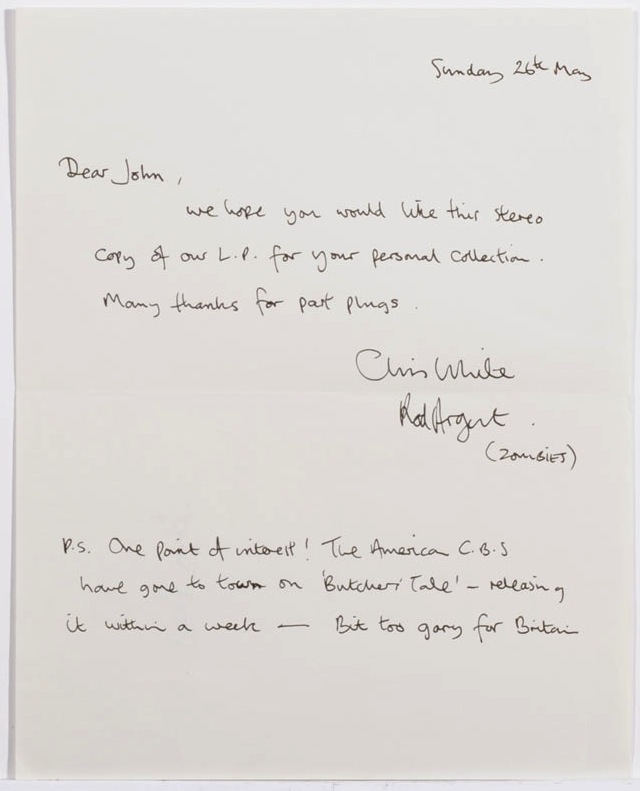 Sunday 26th May
Dear John,
we hope you would like this stereo
copy of our L.P. for your personal collection.
Many thanks for past plugs.
Chris White
Rod Argent.
(ZOMBIES)
P.S. One point of interest! The America C.B.S
have gone to town on 'Butchers' Tale' - releasing
it within a week — Bit too gory for Britain